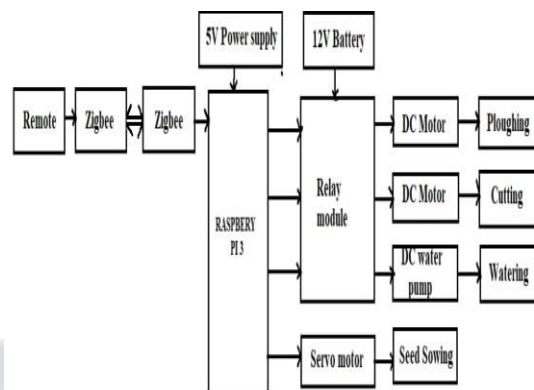 5V Power supply
12V Battery
Remote
Zigbee
Zigbee
RASPBERY
PI 3
Relay
module
DC Motor
Ploughing
DC Motor
Cutting
DC water
pump
Watering
Servo motor
Seed Sowing